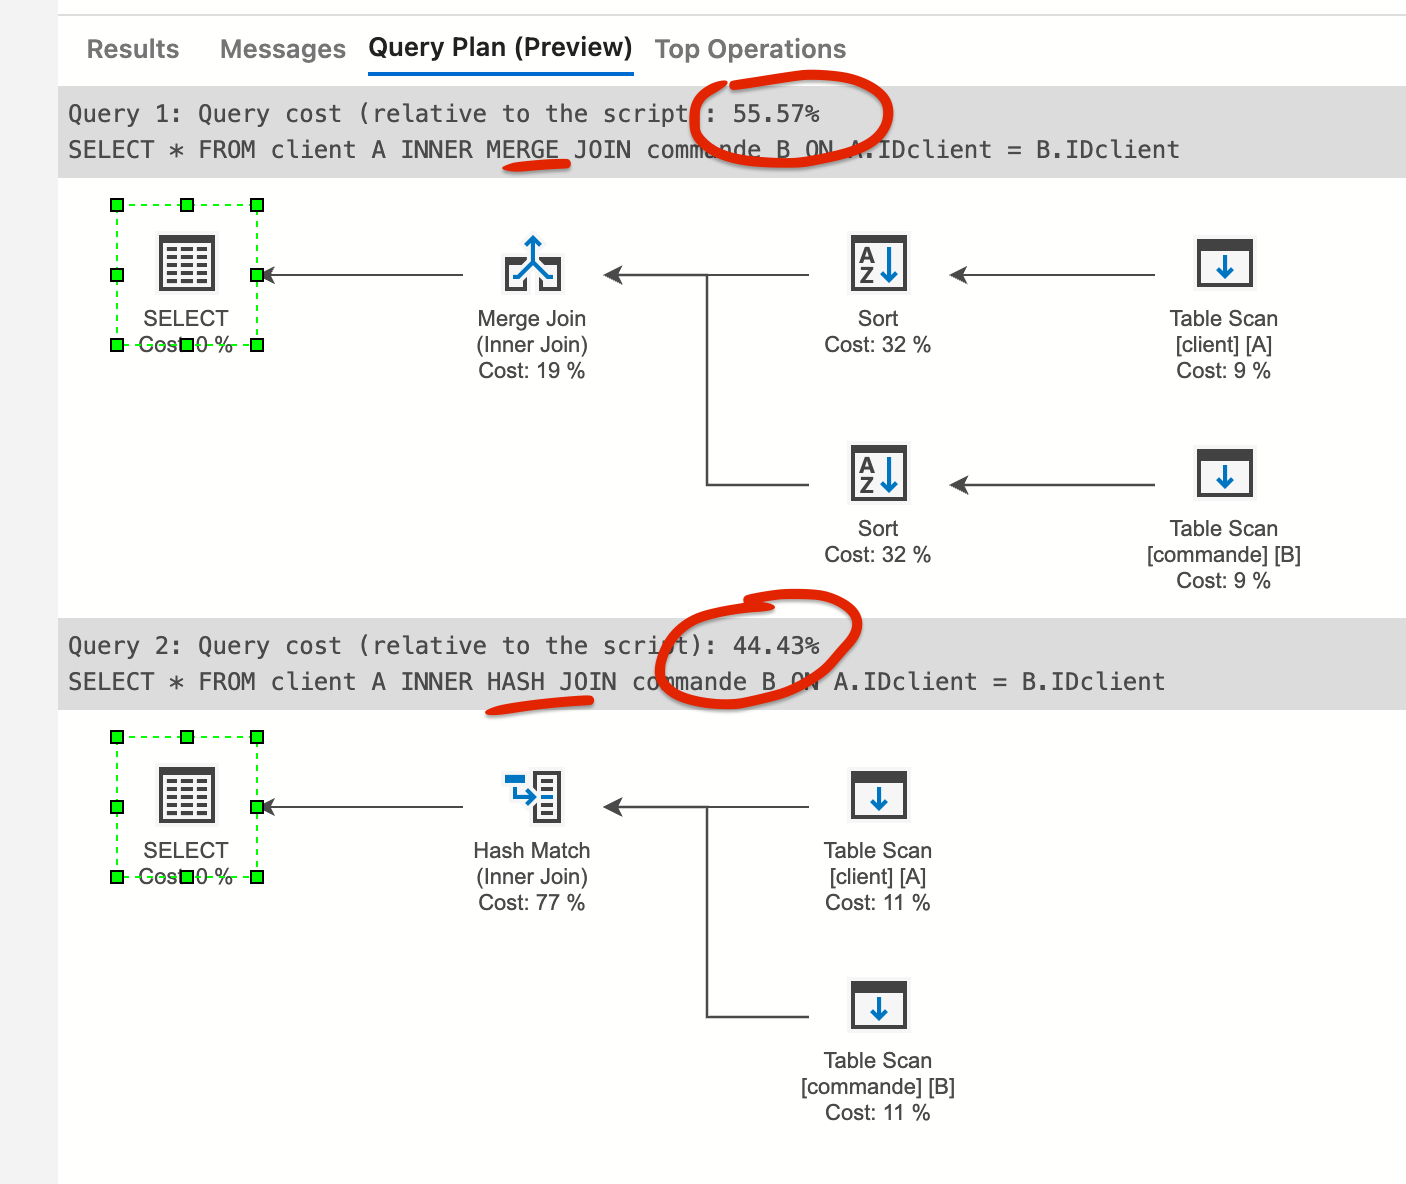 Results Messages Query Plan (Preview) Top Operations
Query 1: Query cost (relative to the script): 55.57%
SELECT * FROM client A INNER MERGE JOIN commande B ON A.IDclient = B.IDclient
SELECT
Cost: 0 %
Merge Join
(Inner Join)
Cost: 19 %
Sort
Cost: 32 %
Table Scan
[client] [A]
Cost: 9 %
Sort
Cost: 32 %
Table Scan
[commande] [B]
Cost: 9 %
Query 2: Query cost (relative to the script): 44.43%
SELECT * FROM client A INNER HASH JOIN commande B ON A.IDclient = B.IDclient
SELECT
Cost: 0 %
Hash Match
(Inner Join)
Cost: 77 %
Table Scan
[client] [A]
Cost: 11 %
Table Scan
[commande] [B]
Cost: 11 %